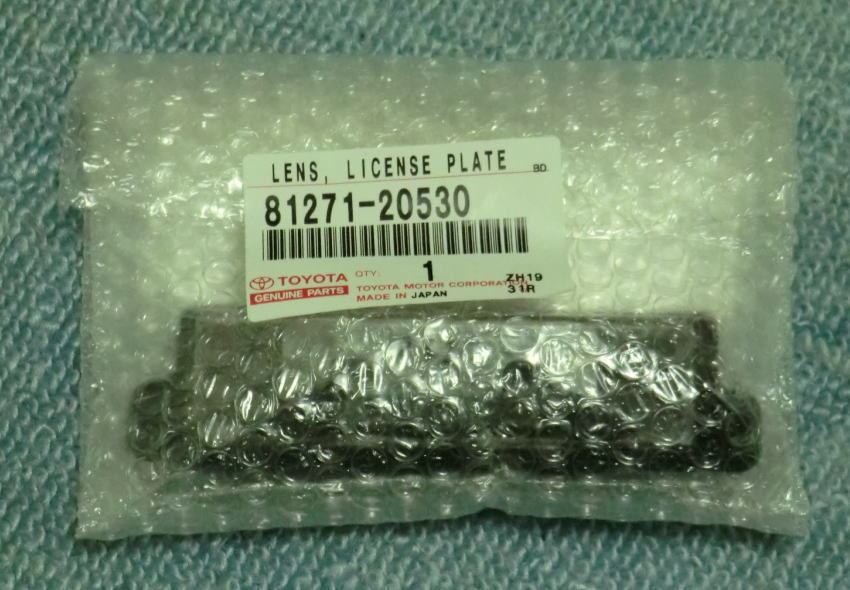 LENS, LICENSE PLATE BD.
81271-20530
TOYOTA QTY. 1 ZH19
GENUINE PARTS TOYOTA MOTOR CORPORATION 31R
MADE IN JAPAN